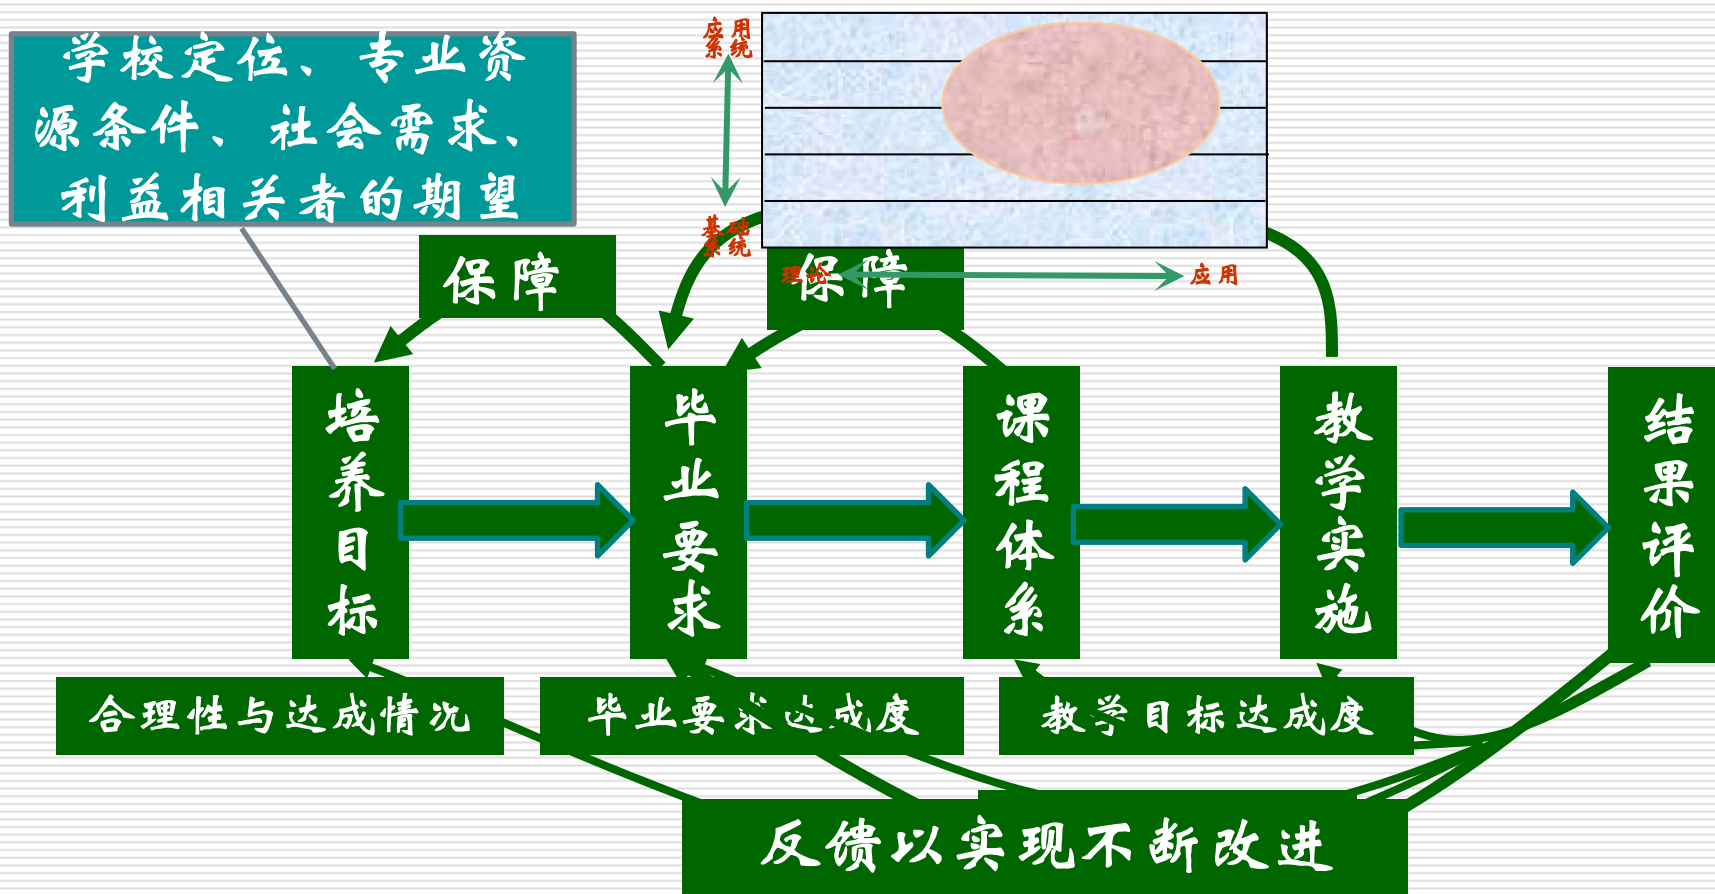 应用
系统
学校定位、专业资
源条件、社会需求、
利益相关者的期望
基础
系统
保障
保障
理论
应用
培养目标
毕业要求
课程体系
教学实施
结果评价
合理性与达成情况
毕业要求达成度
教学目标达成度
反馈以实现不断改进